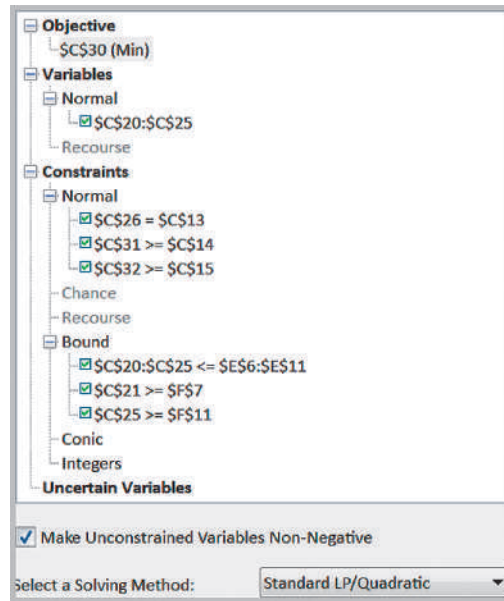 Objective
$C$30 (Min)
Variables
Normal
$C$20:$C$25
Recourse
Constraints
Normal
$C$26 = $C$13
$C$31 >= $C$14
$C$32 >= $C$15
Chance
Recourse
Bound
$C$20:$C$25 <= $E$6:$E$11
$C$21 >= $F$7
$C$25 >= $F$11
Conic
Integers
Uncertain Variables
Make Unconstrained Variables Non-Negative
Select a Solving Method: Standard LP/Quadratic